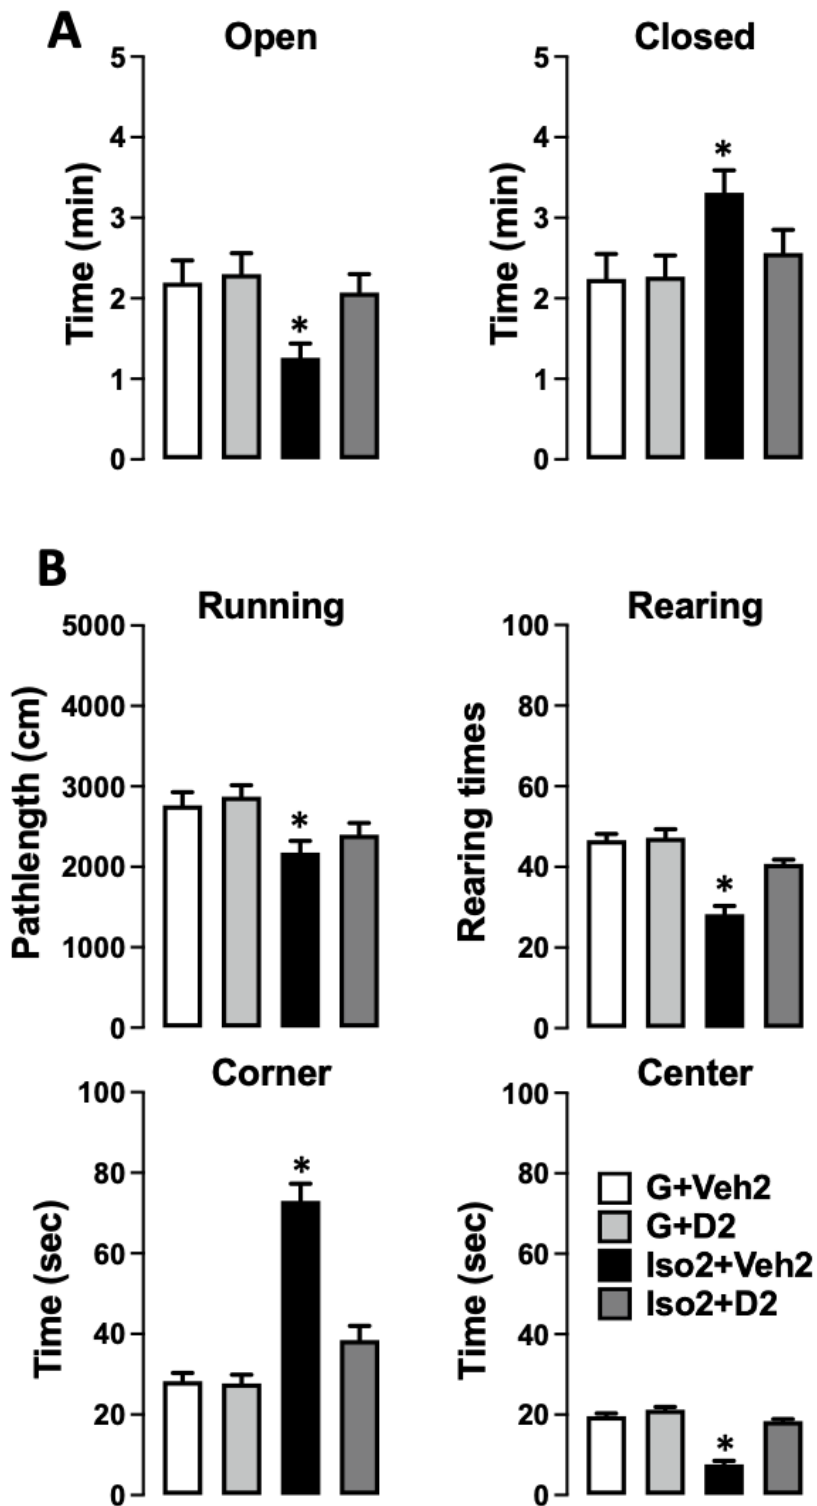 A
Open
Closed
5
4
3
2
1
0
Time (min)
*
5
4
3
2
1
0
Time (min)
*
B
Running
Rearing
5000
4000
3000
2000
1000
0
Pathlength (cm)
*
100
80
60
40
20
0
Rearing times
*
Corner
Center
100
80
60
40
20
0
Time (sec)
*
100
80
60
40
20
0
Time (sec)
*
G+Veh2
G+D2
Iso2+Veh2
Iso2+D2